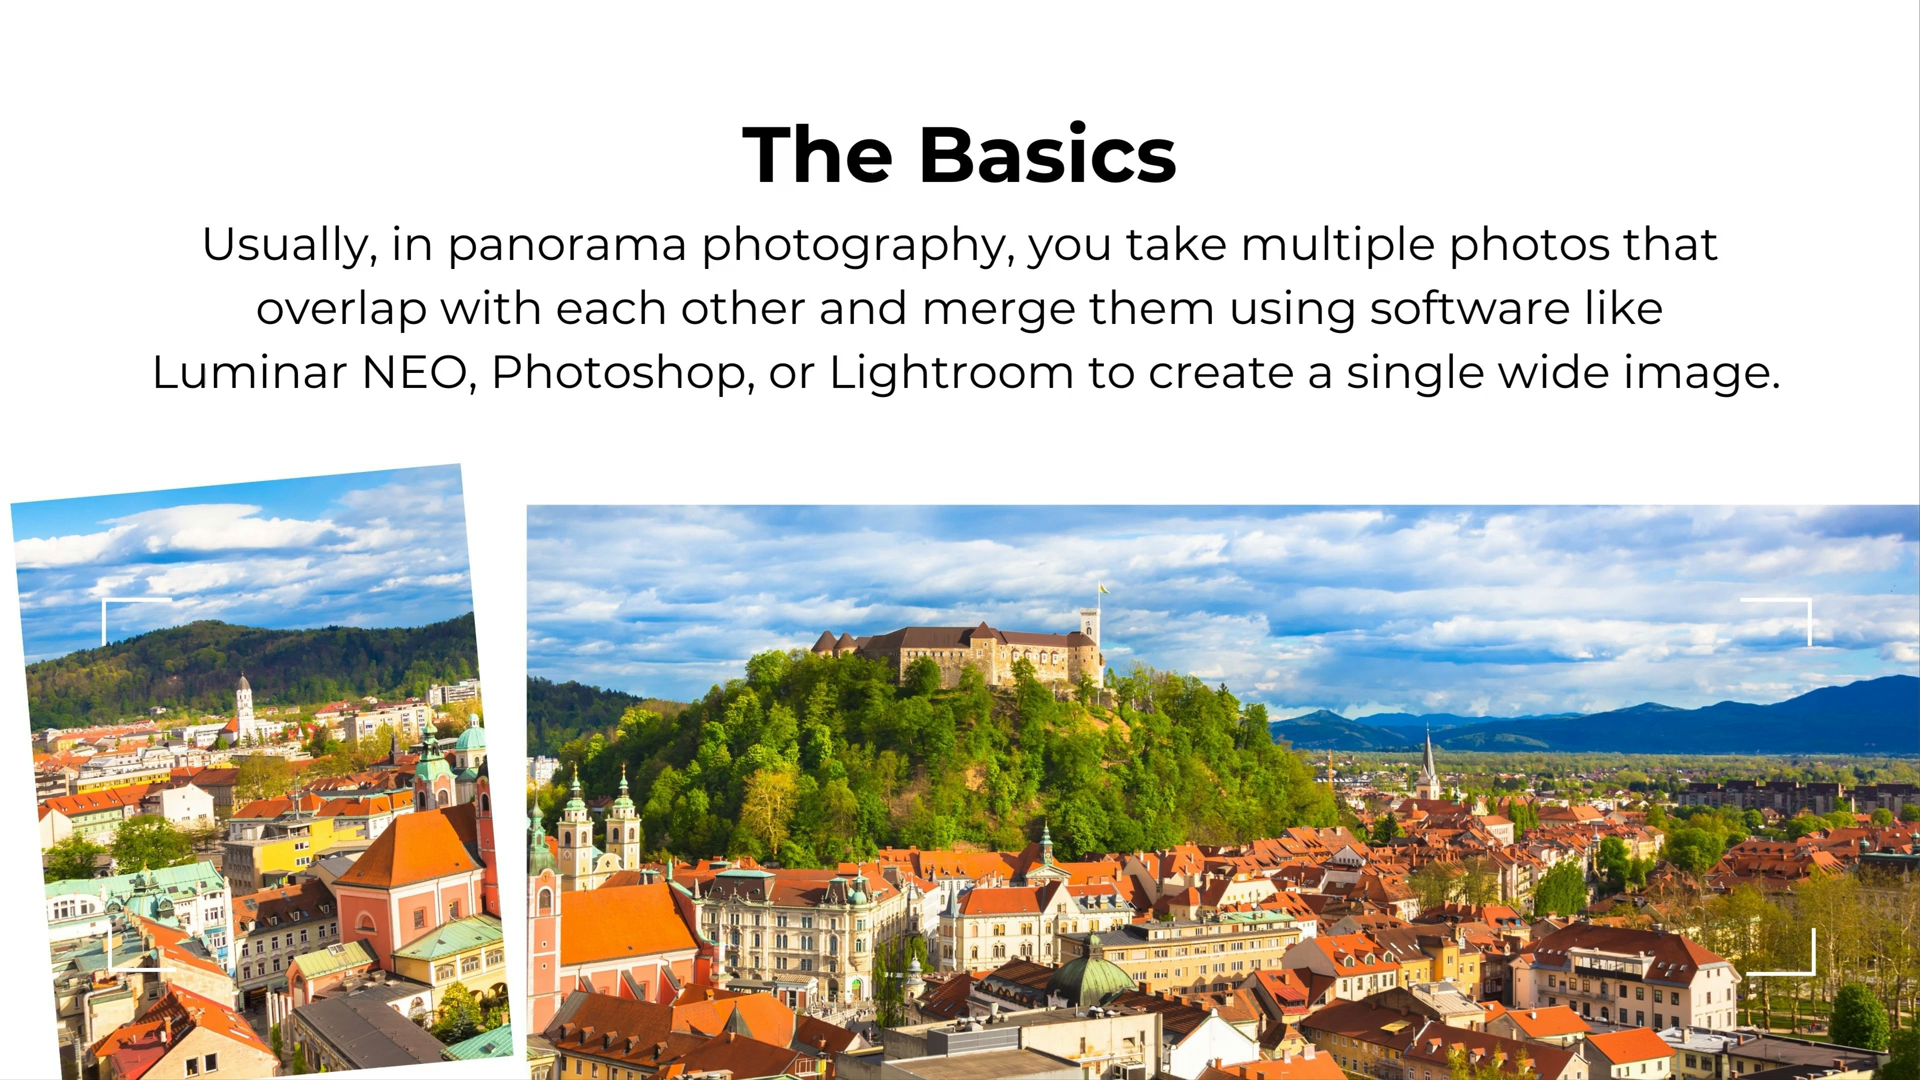 The Basics
Usually, in panorama photography, you take multiple photos that
overlap with each other and merge them using software like
Luminar NEO, Photoshop, or Lightroom to create a single wide image.